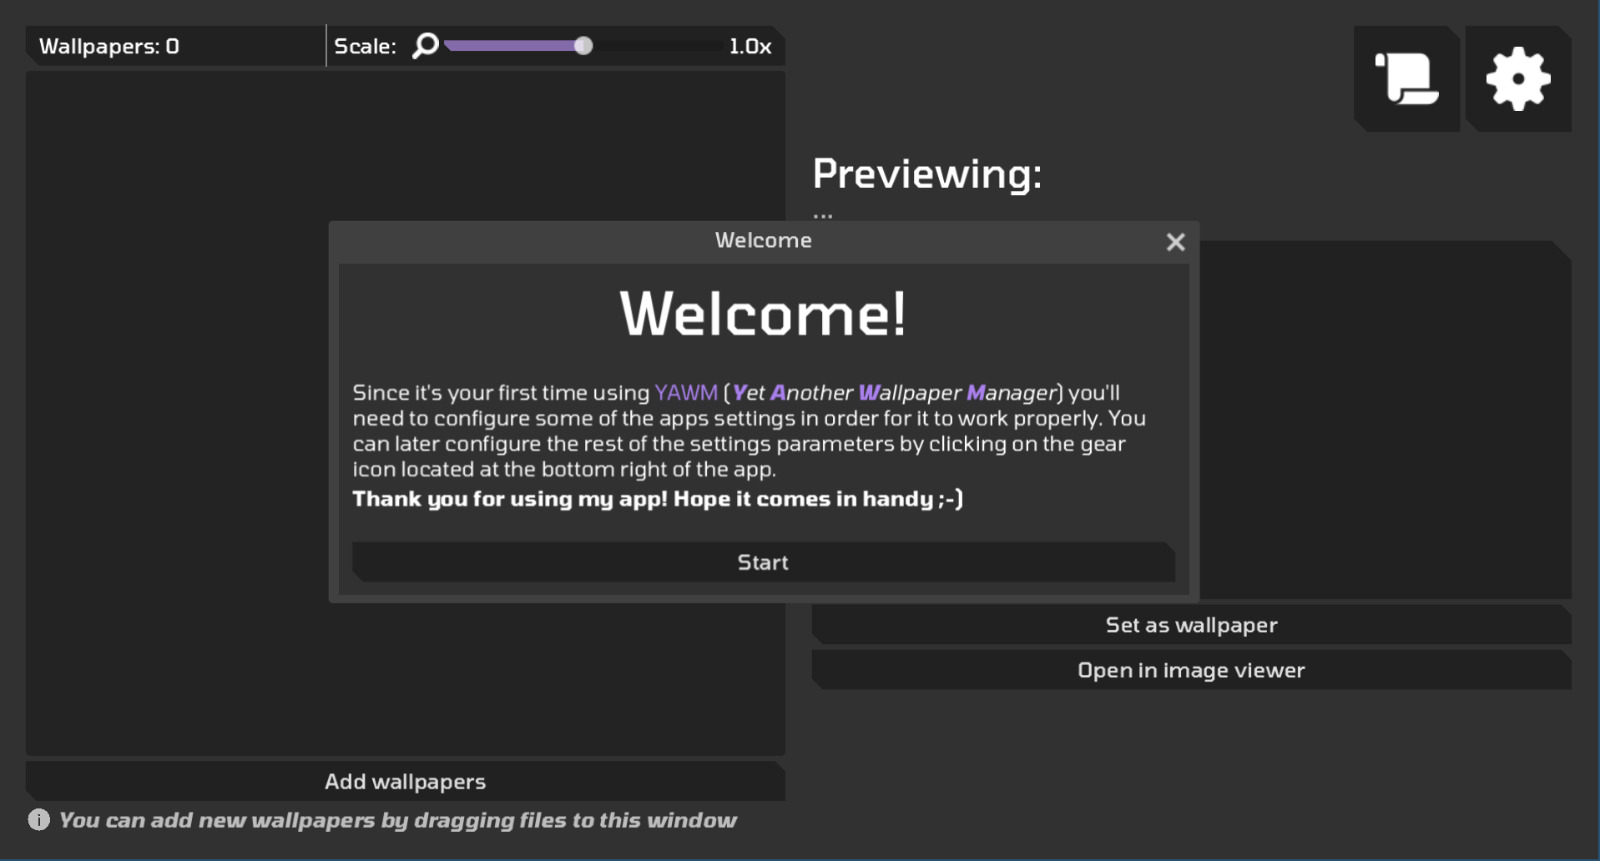 Wallpapers: 0
Scale:
1.0x
Previewing:
...
Welcome
Welcome!
Since it's your first time using YAWM (Yet Another Wallpaper Manager) you'll
need to configure some of the apps settings in order for it to work properly. You
can later configure the rest of the settings parameters by clicking on the gear
icon located at the bottom right of the app.
Thank you for using my app! Hope it comes in handy ;-)
Start
Set as wallpaper
Open in image viewer
Add wallpapers
You can add new wallpapers by dragging files to this window